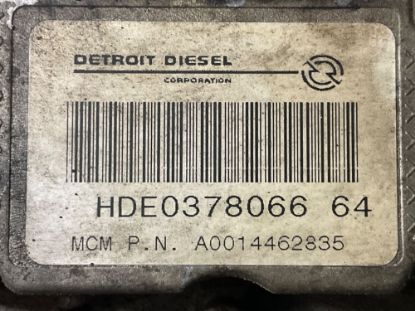 DETROIT DIESEL
CORPORATION
HDE0378066 64
MCM P.N. A0014462835